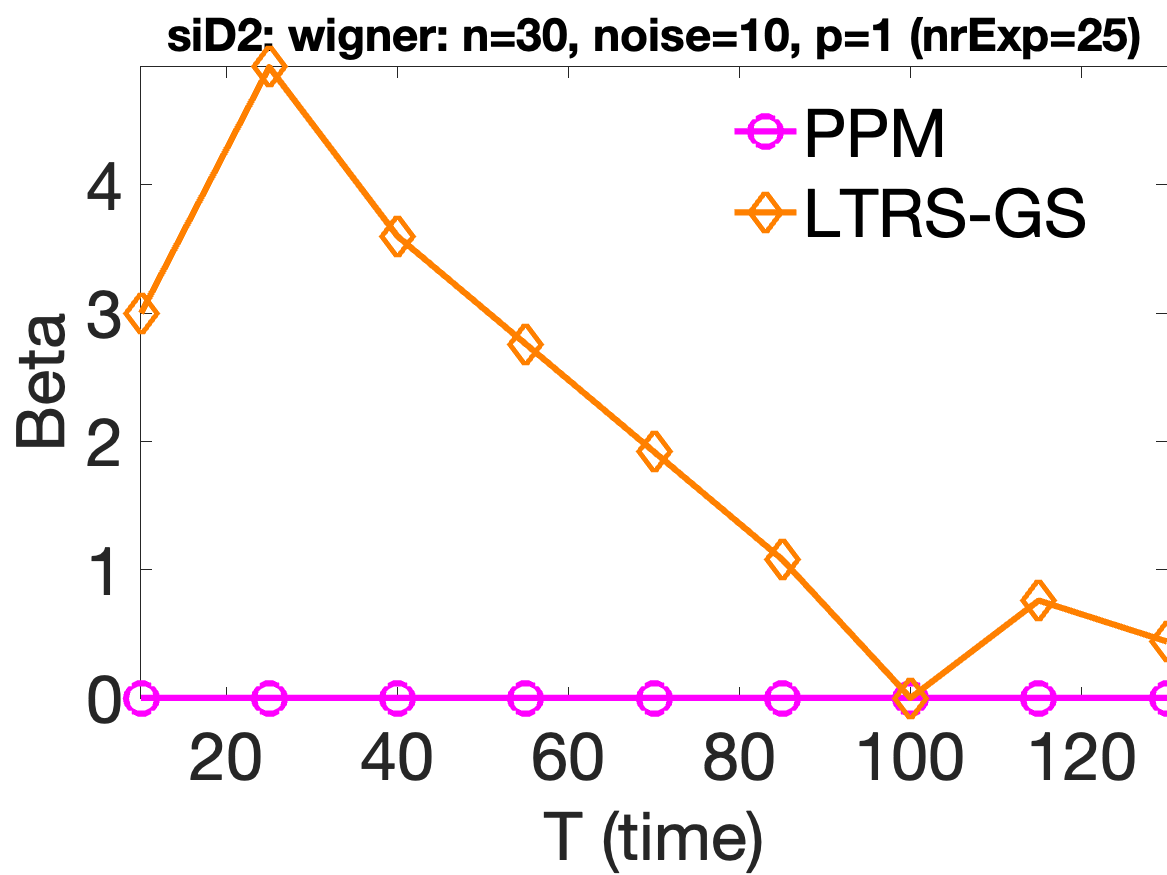 siD2: wigner: n=30, noise=10, p=1 (nrExp=25)
PPM
LTRS-GS
4
3
2
1
0
Beta
20 40 60 80 100 120
T (time)